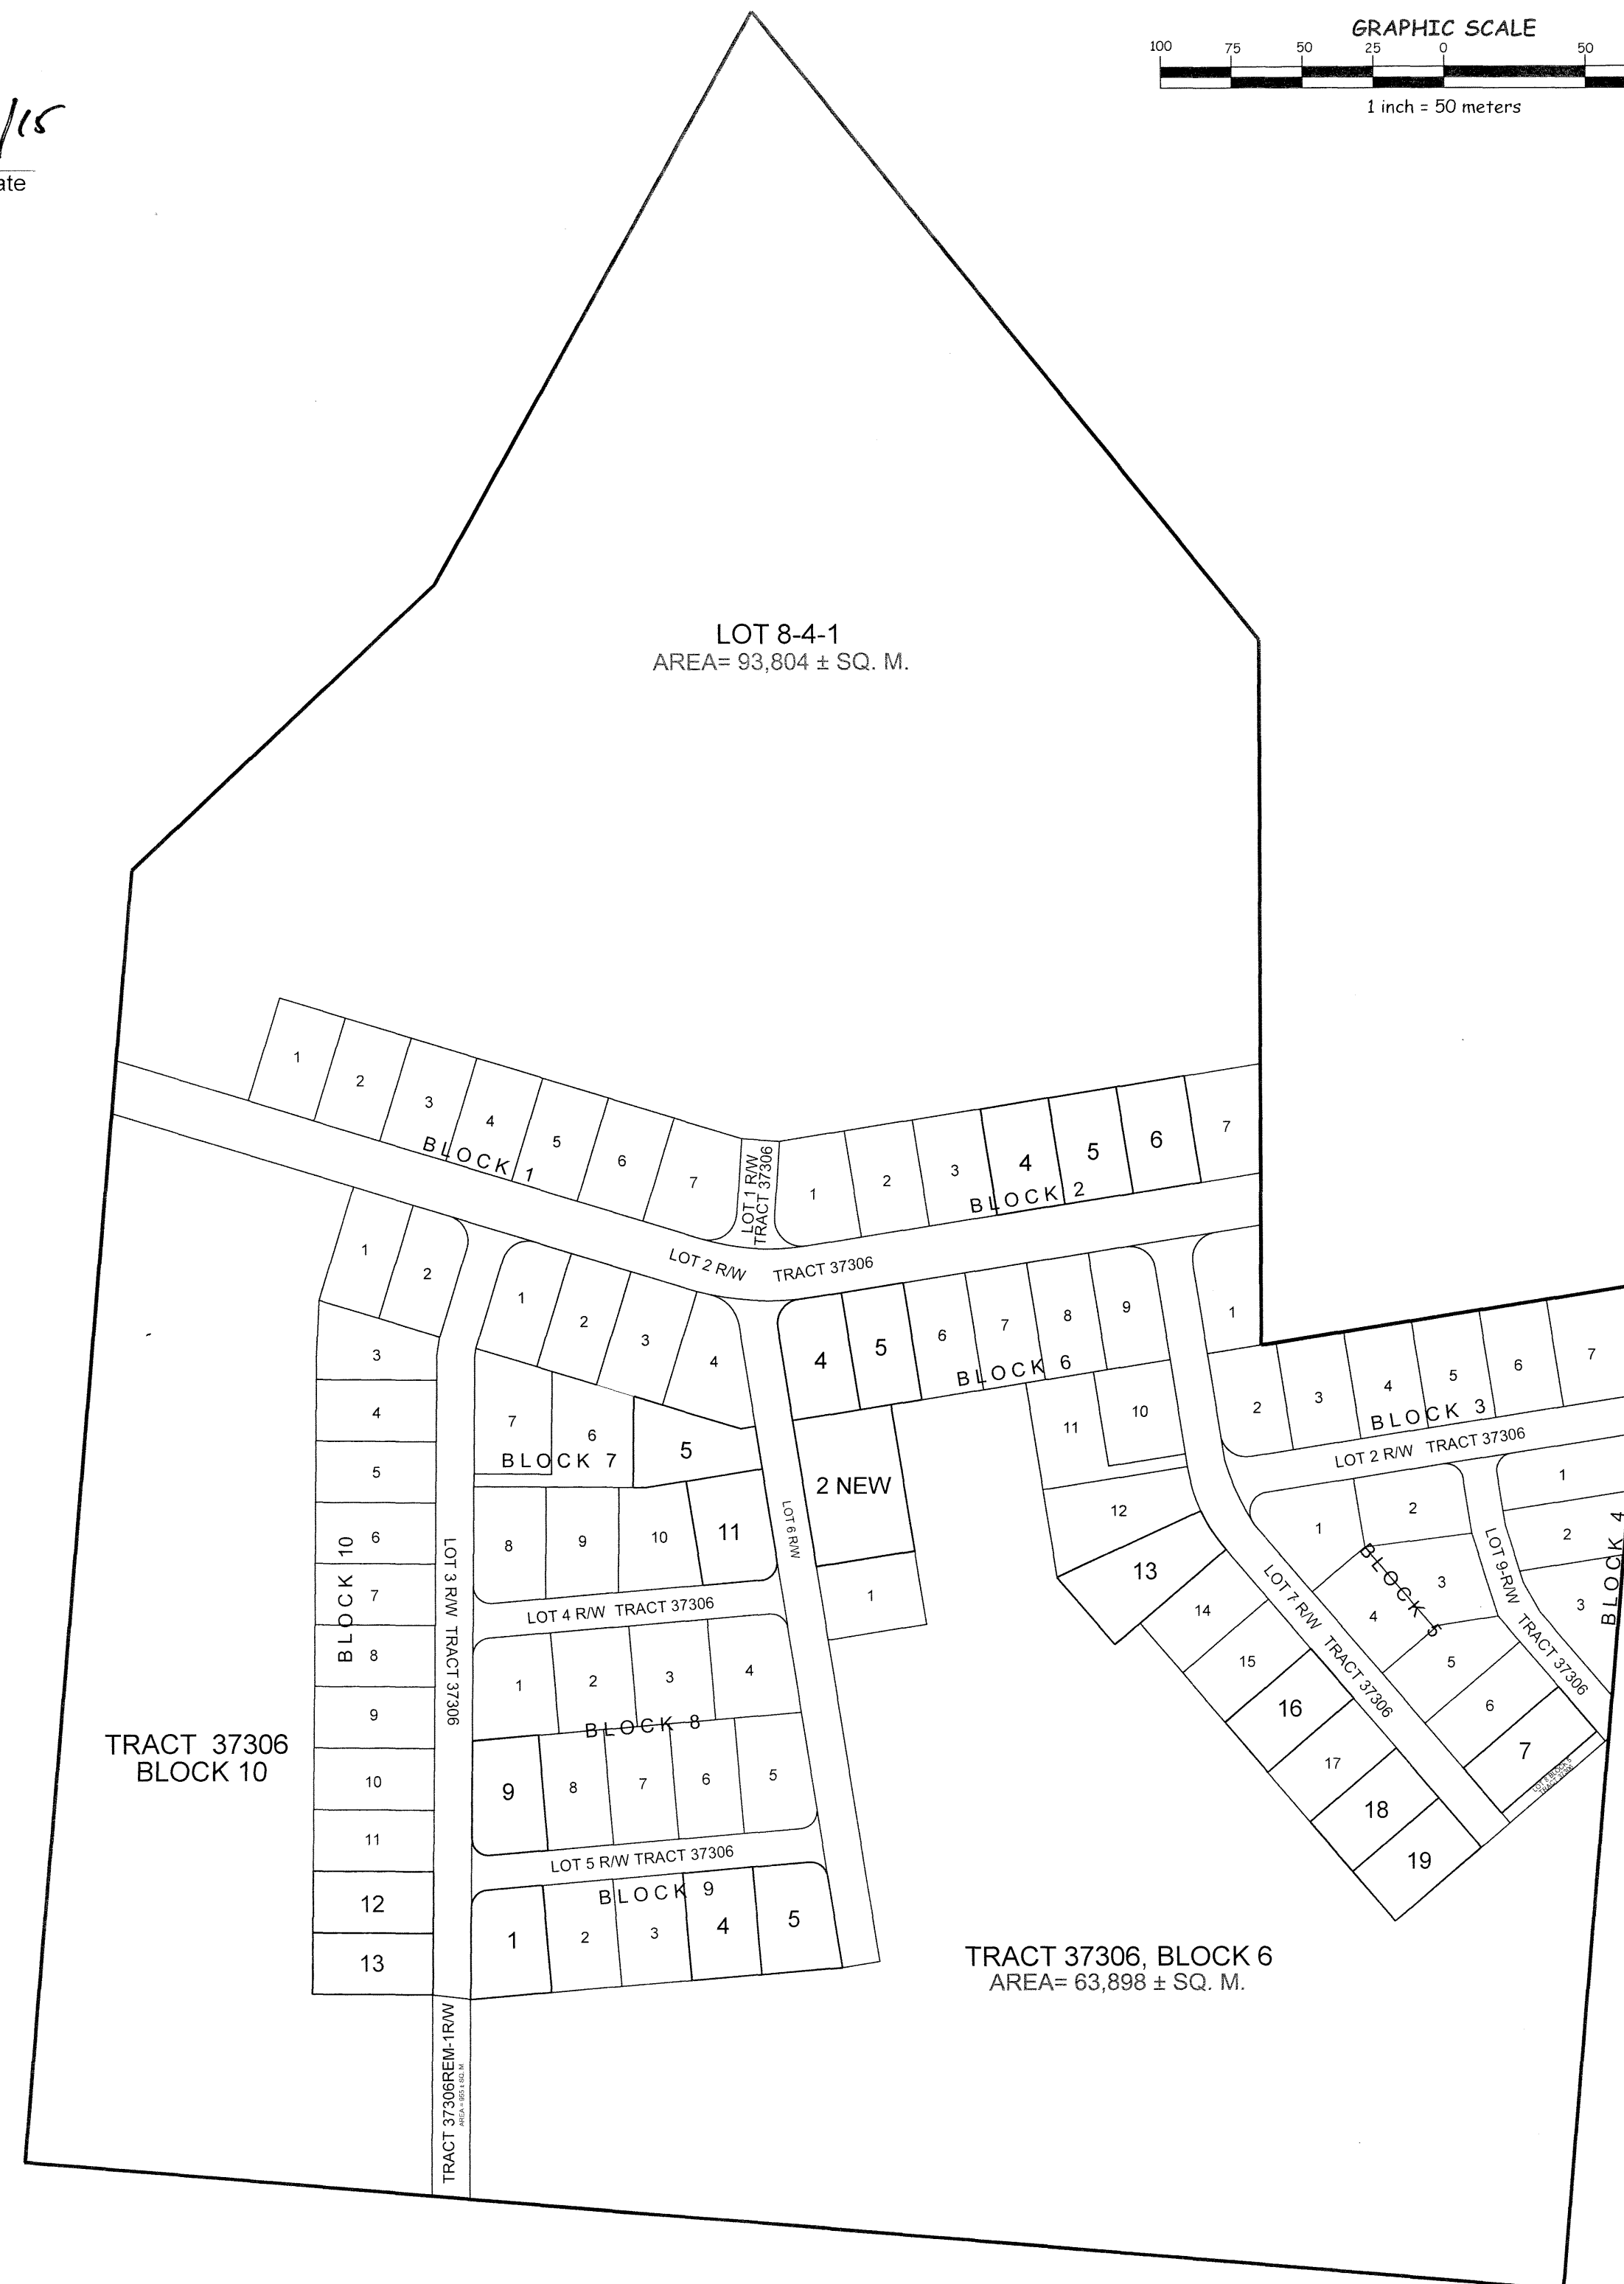 GRAPHIC SCALE
100 75 50 25 0 50
1 inch = 50 meters
/15
ate
LOT 8-4-1
AREA= 93,804 ± SQ. M.
1 2 3 4 5 6 7
BLOCK 1
LOT 1 R/W
TRACT 37306
1 2 3 4 5 6 7
BLOCK 2
LOT 2 R/W TRACT 37306
1 2
3
4
5
6
7
8
9
10
11
12
13
BLOCK 10
TRACT 37306
BLOCK 10
LOT 3 R/W TRACT 37306
1 2 3 4
7 6 5
BLOCK 7
8 9 10 11
LOT 4 R/W TRACT 37306
LOT 6 R/W
1 2 3 4
BLOCK 8
9 8 7 6 5
LOT 5 R/W TRACT 37306
BLOCK 9
1 2 3 4 5
TRACT 37306REM-1R/W
4 5 6 7 8 9
BLOCK 6
2 NEW
1
11 10
12
13
14
15
16
17
18
19
LOT 7 R/W TRACT 37306
1
2 3 4 5 6 7
BLOCK 3
LOT 2 R/W TRACT 37306
1 2
3
4
5
6
7
BLOCK 5
LOT 9-R/W TRACT 37306
1
2
3
BLOCK 4
TRACT 37306, BLOCK 6
AREA= 63,898 ± SQ. M.